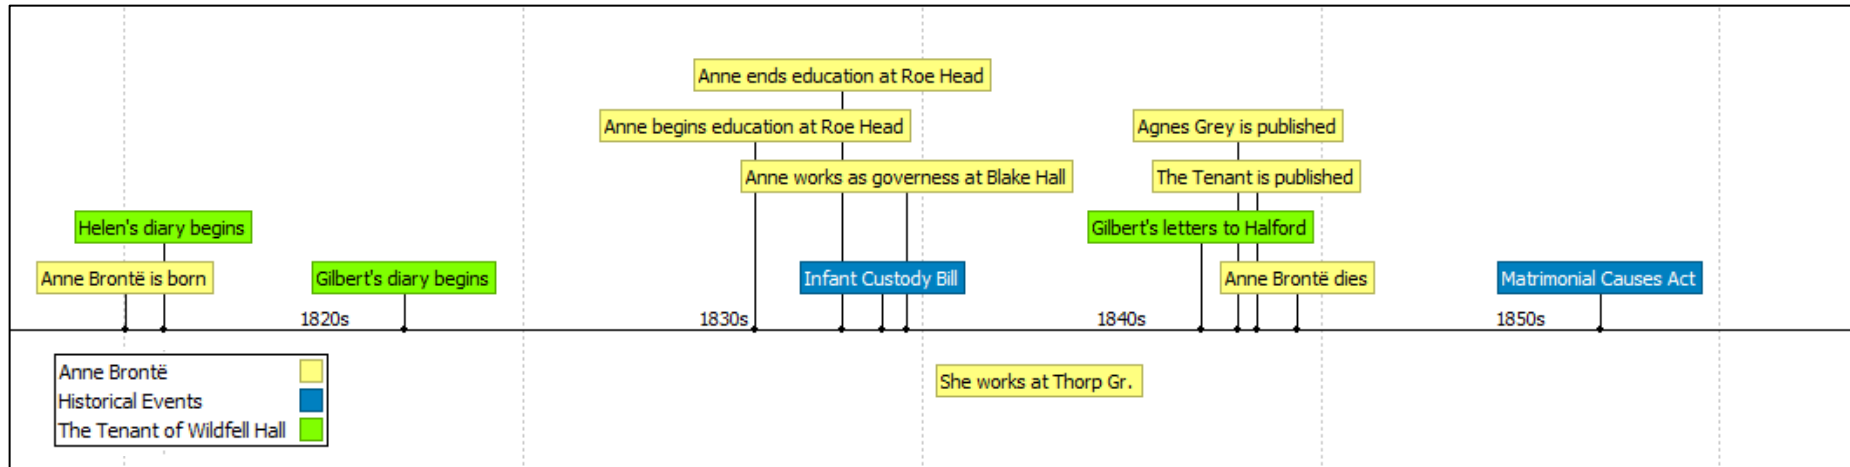 Anne ends education at Roe Head
Anne begins education at Roe Head
Agnes Grey is published
Anne works as governess at Blake Hall
The Tenant is published
Helen's diary begins
Gilbert's letters to Halford
Anne Brontë is born
Gilbert's diary begins
Infant Custody Bill
Anne Brontë dies
Matrimonial Causes Act
1820s
1830s
1840s
1850s
Anne Brontë
Historical Events
The Tenant of Wildfell Hall
She works at Thorp Gr.